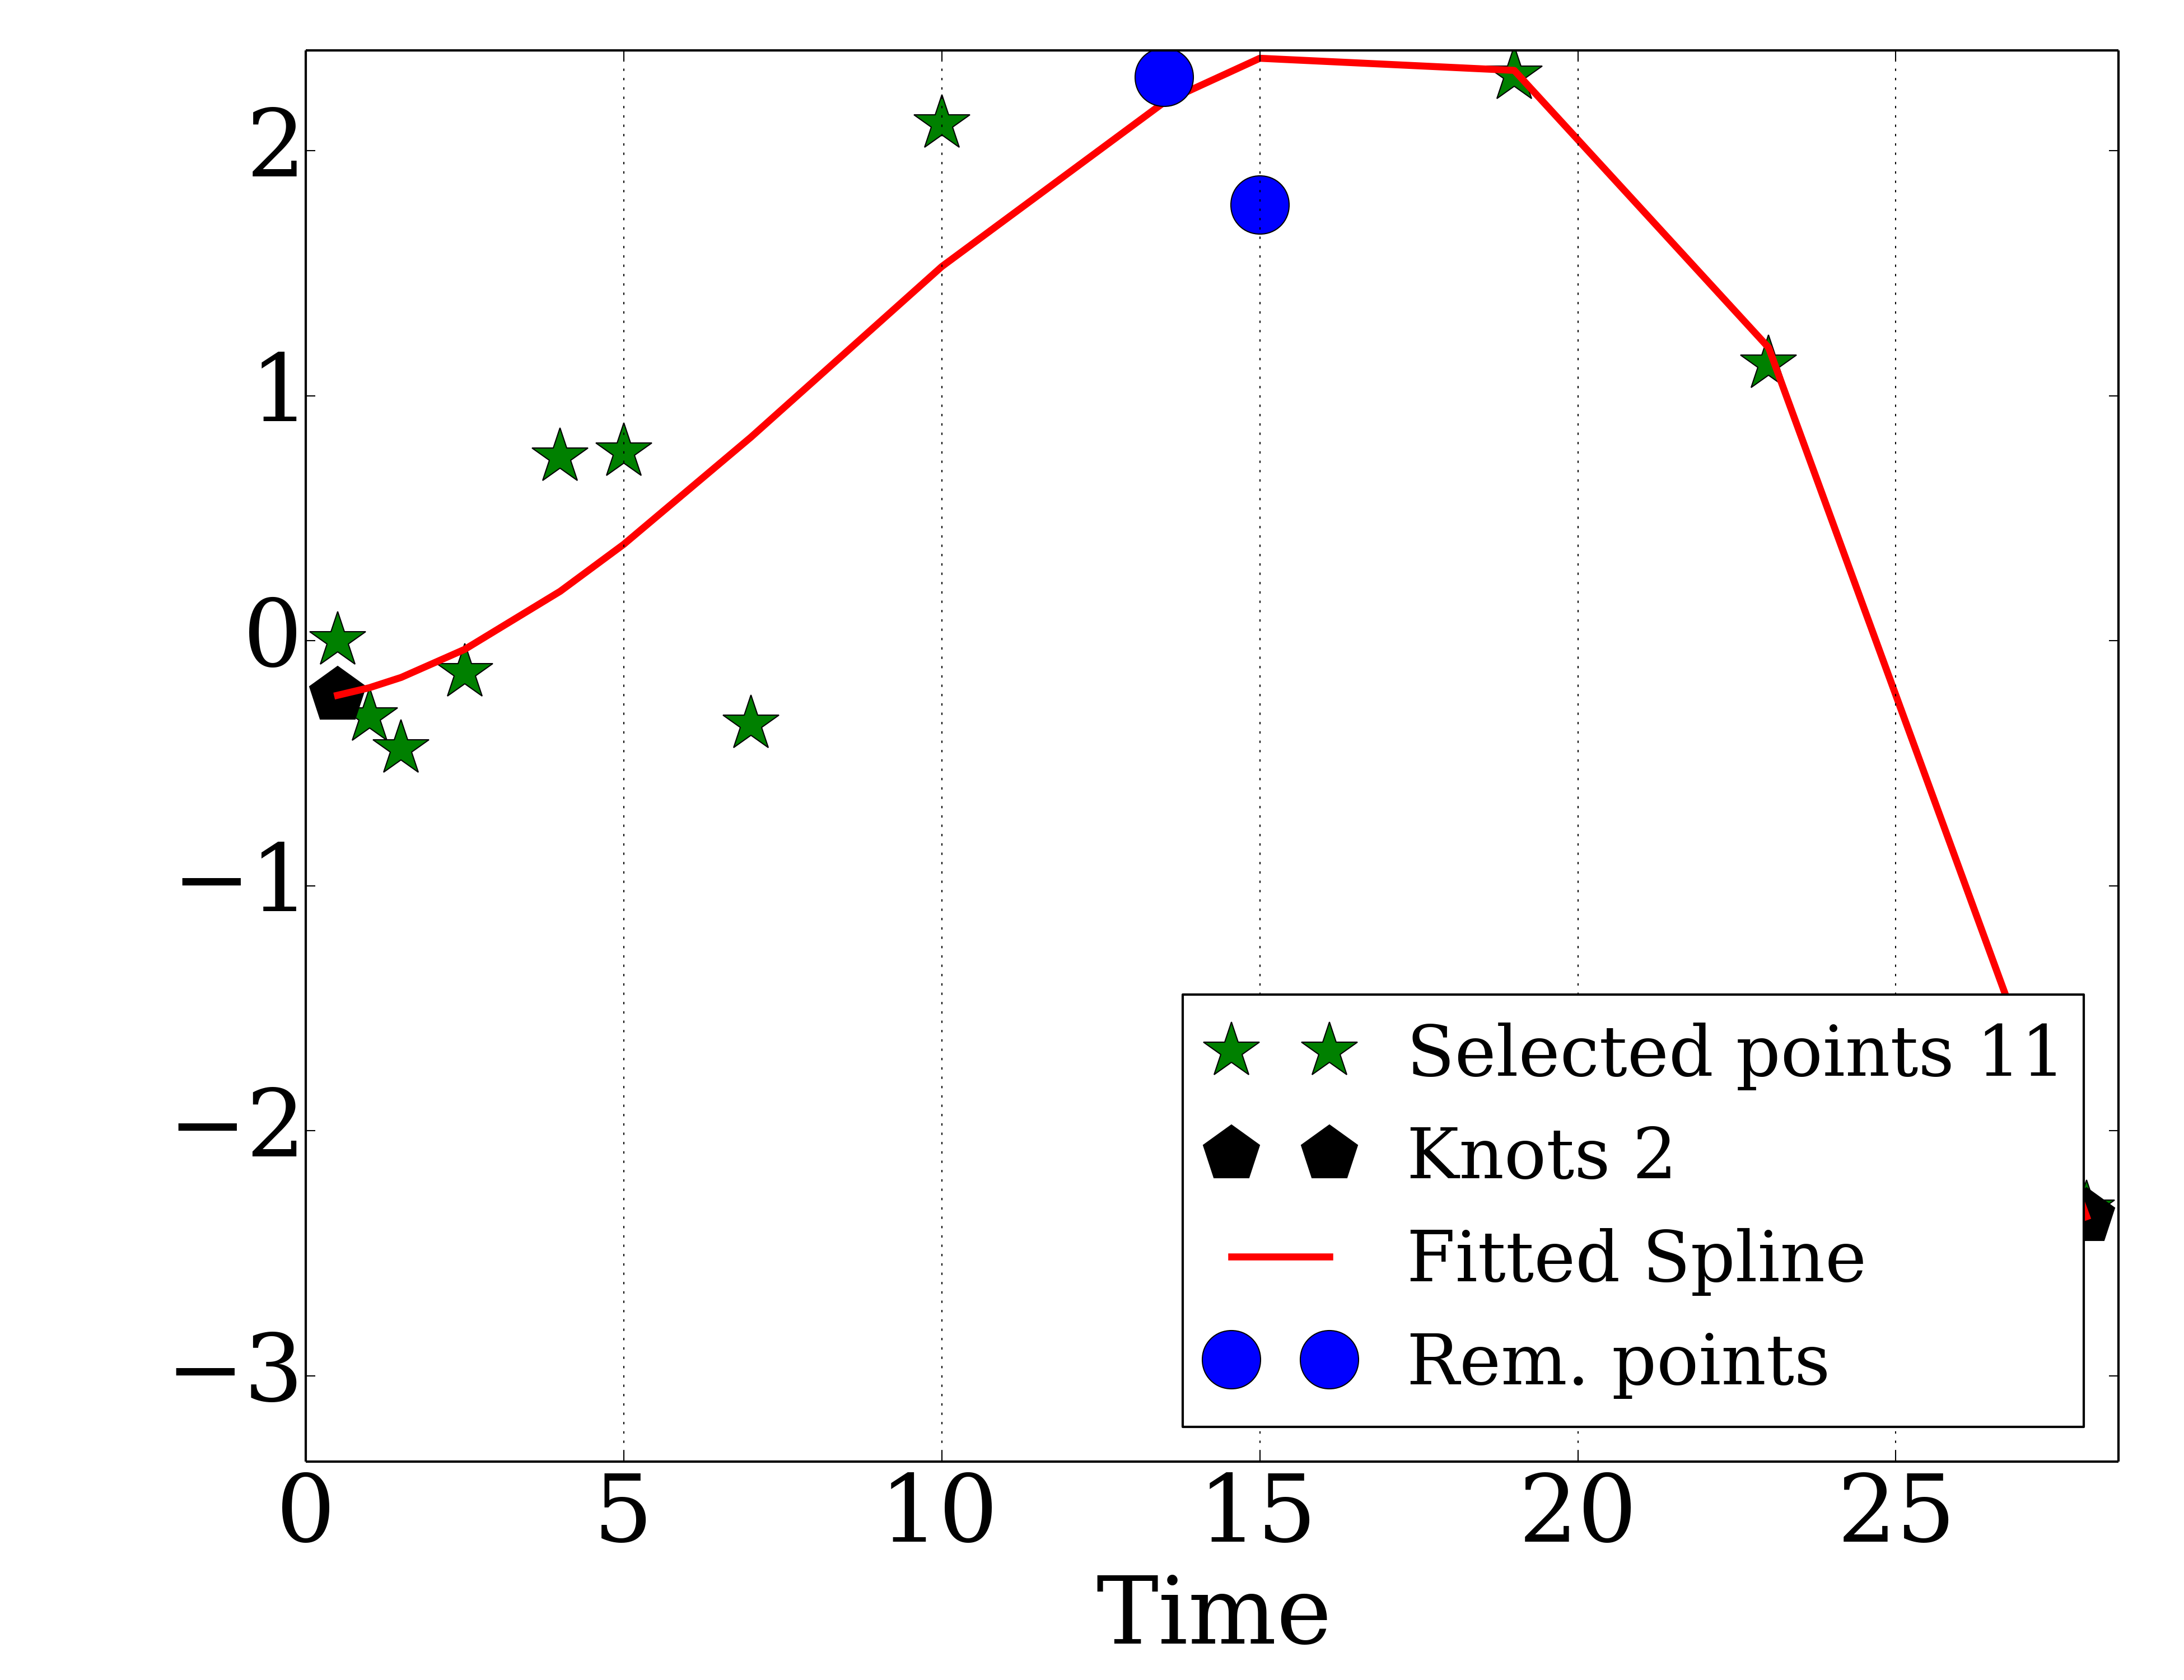 2
1
0
−1
−2
−3
Selected points 11
Knots 2
Fitted Spline
Rem. points
0 5 10 15 20 25
Time